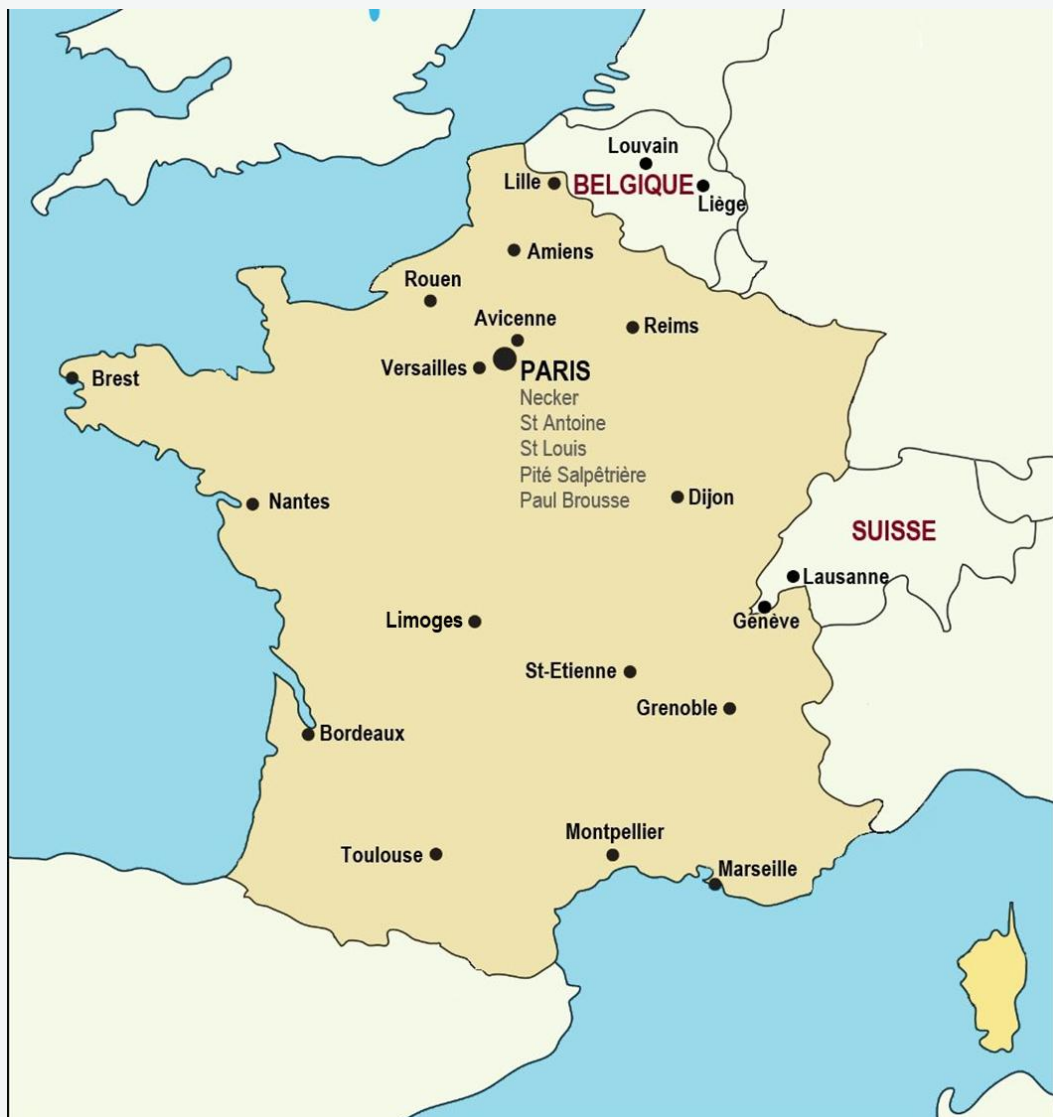 Louvain
BELGIQUE
Lille
Liège
Amiens
Rouen
Avicenne
Reims
Versailles
PARIS
Brest
Necker
St Antoine
St Louis
Pité Salpêtrière
Paul Brousse
Nantes
Dijon
SUISSE
Lausanne
Génève
Limoges
St-Etienne
Grenoble
Bordeaux
Montpellier
Toulouse
Marseille